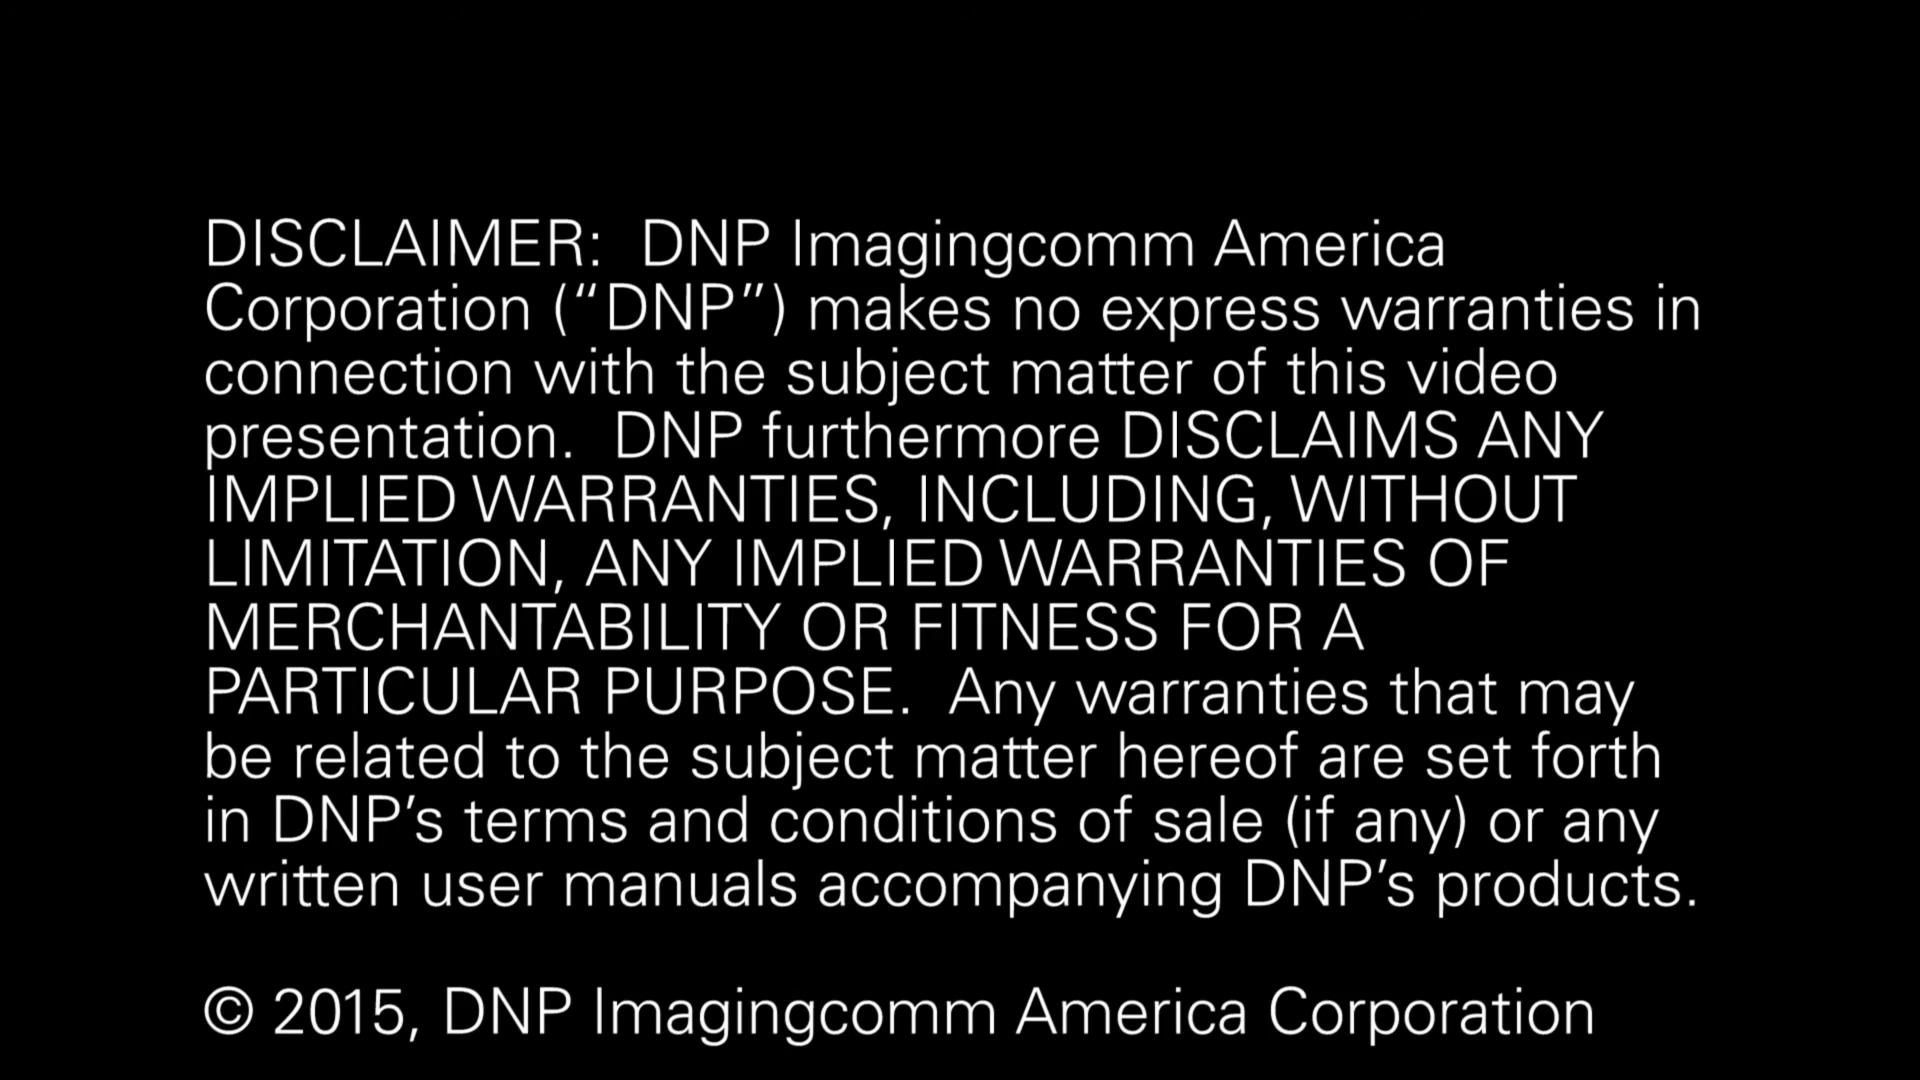 DISCLAIMER:  DNP Imagingcomm America
Corporation (“DNP”) makes no express warranties in
connection with the subject matter of this video
presentation.  DNP furthermore DISCLAIMS ANY
IMPLIED WARRANTIES, INCLUDING, WITHOUT
LIMITATION, ANY IMPLIED WARRANTIES OF
MERCHANTABILITY OR FITNESS FOR A
PARTICULAR PURPOSE.  Any warranties that may
be related to the subject matter hereof are set forth
in DNP’s terms and conditions of sale (if any) or any
written user manuals accompanying DNP’s products.
© 2015, DNP Imagingcomm America Corporation